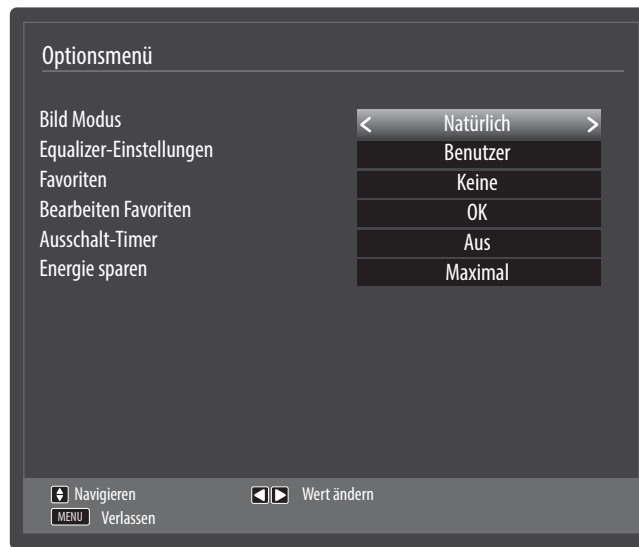 Optionsmenü
Bild Modus < Natürlich >
Equalizer-Einstellungen Benutzer
Favoriten Keine
Bearbeiten Favoriten OK
Ausschalt-Timer Aus
Energie sparen Maximal
Navigieren Wert ändern
MENU Verlassen